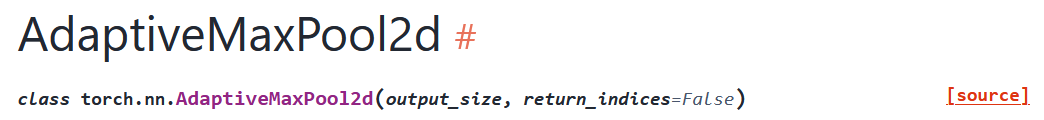 AdaptiveMaxPool2d #
class torch.nn.AdaptiveMaxPool2d(output_size, return_indices=False) [source]